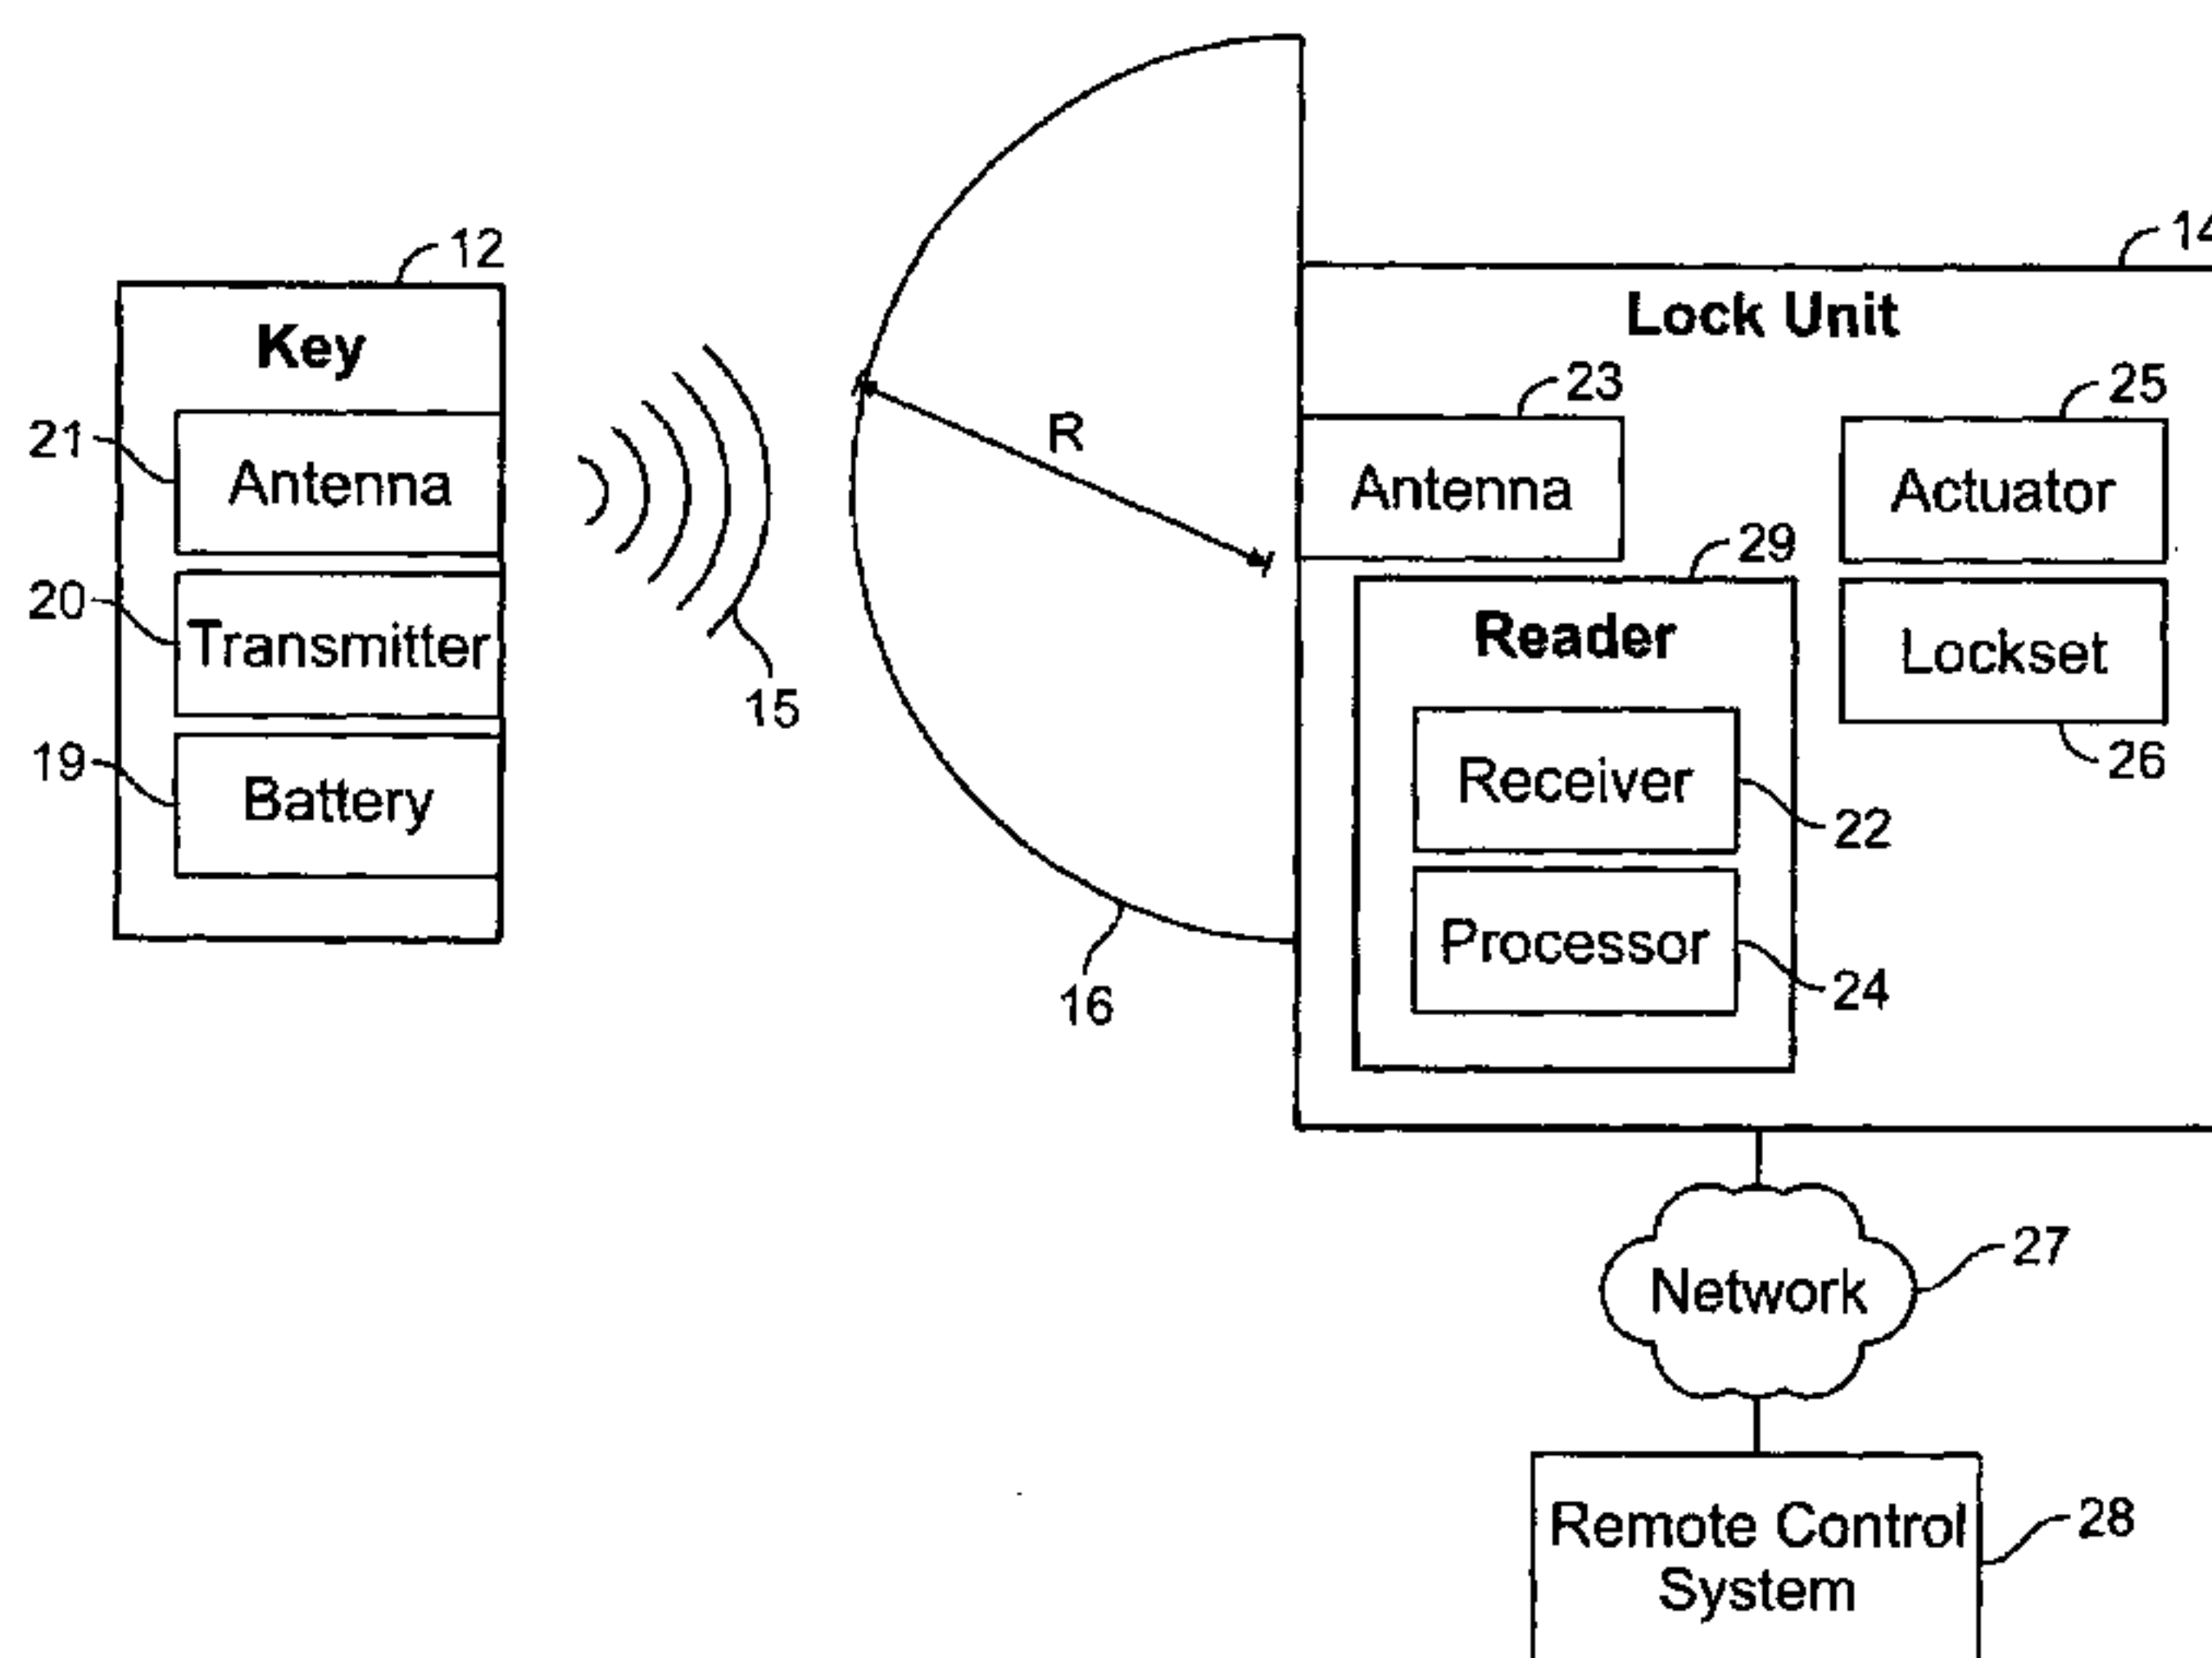 12
Key
21
Antenna
20
Transmitter
19
Battery
15
R
16
14
Lock Unit
23
Antenna
25
Actuator
29
Reader
Lockset
26
Receiver
22
Processor
24
Network
27
Remote Control
System
28